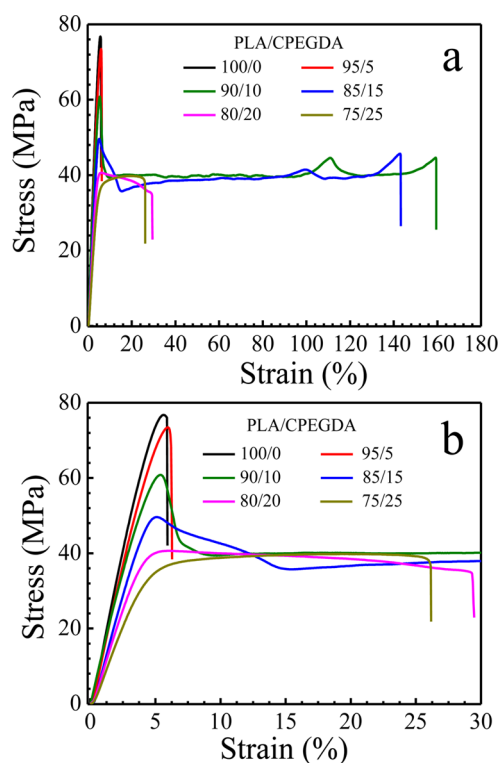 80
PLA/CPEGDA
a
100/0 95/5
90/10 85/15
80/20 75/25
60
40
20
0
Stress (MPa)
0 20 40 60 80 100 120 140 160 180
Strain (%)
80
PLA/CPEGDA
b
100/0 95/5
90/10 85/15
80/20 75/25
60
40
20
0
Stress (MPa)
0 5 10 15 20 25 30
Strain (%)